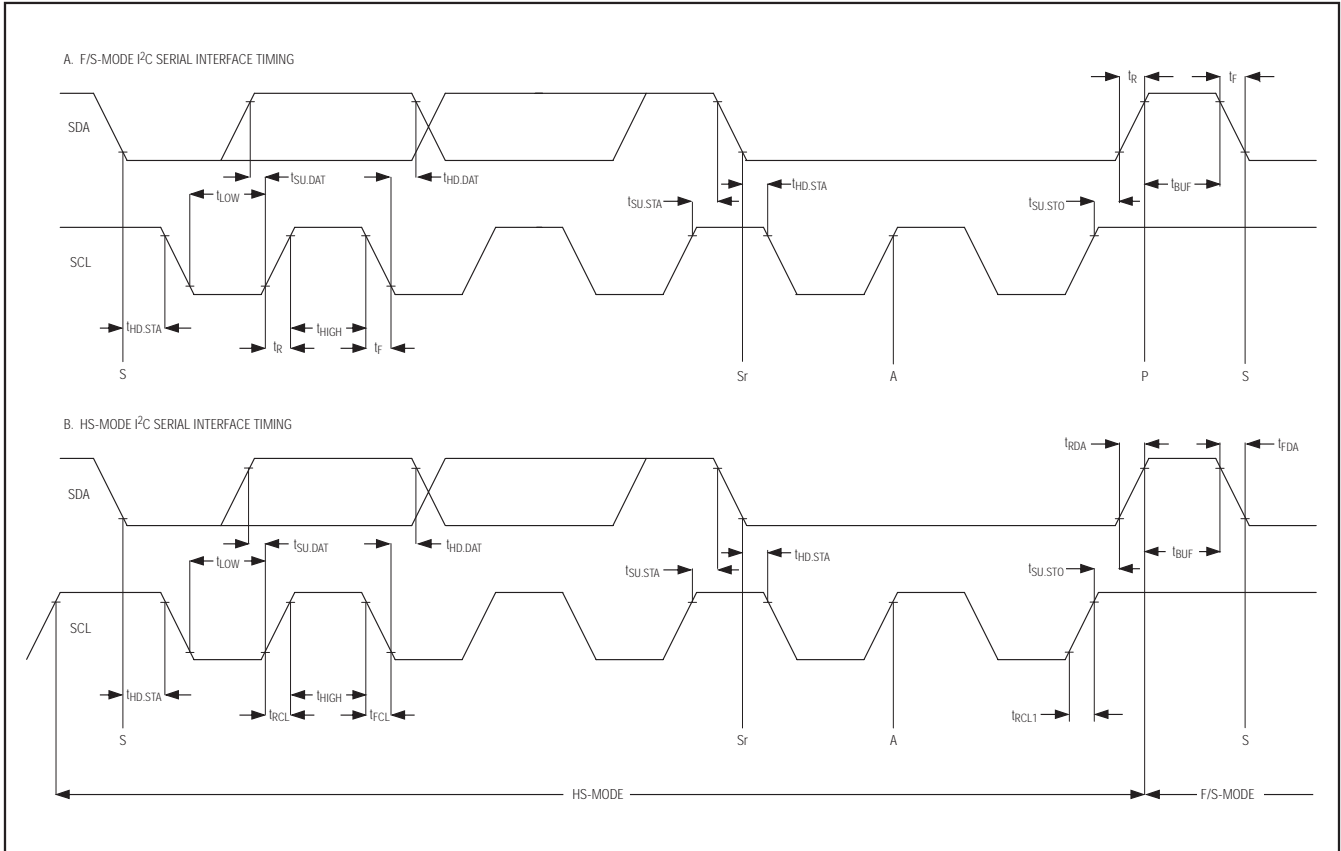 A. F/S-MODE I²C SERIAL INTERFACE TIMING
tR
tF
SDA
tSU.DAT
tHD.DAT
tLOW
tHD.STA
tBUF
tSU.STA
tSU.STO
SCL
tHD.STA
tHIGH
tR
tF
S
Sr
A
P
S
B. HS-MODE I²C SERIAL INTERFACE TIMING
tRDA
tFDA
SDA
tSU.DAT
tHD.DAT
tLOW
tHD.STA
tBUF
tSU.STA
tSU.STO
SCL
tHD.STA
tHIGH
tRCL
tFCL
tRCL1
S
Sr
A
S
HS-MODE
F/S-MODE